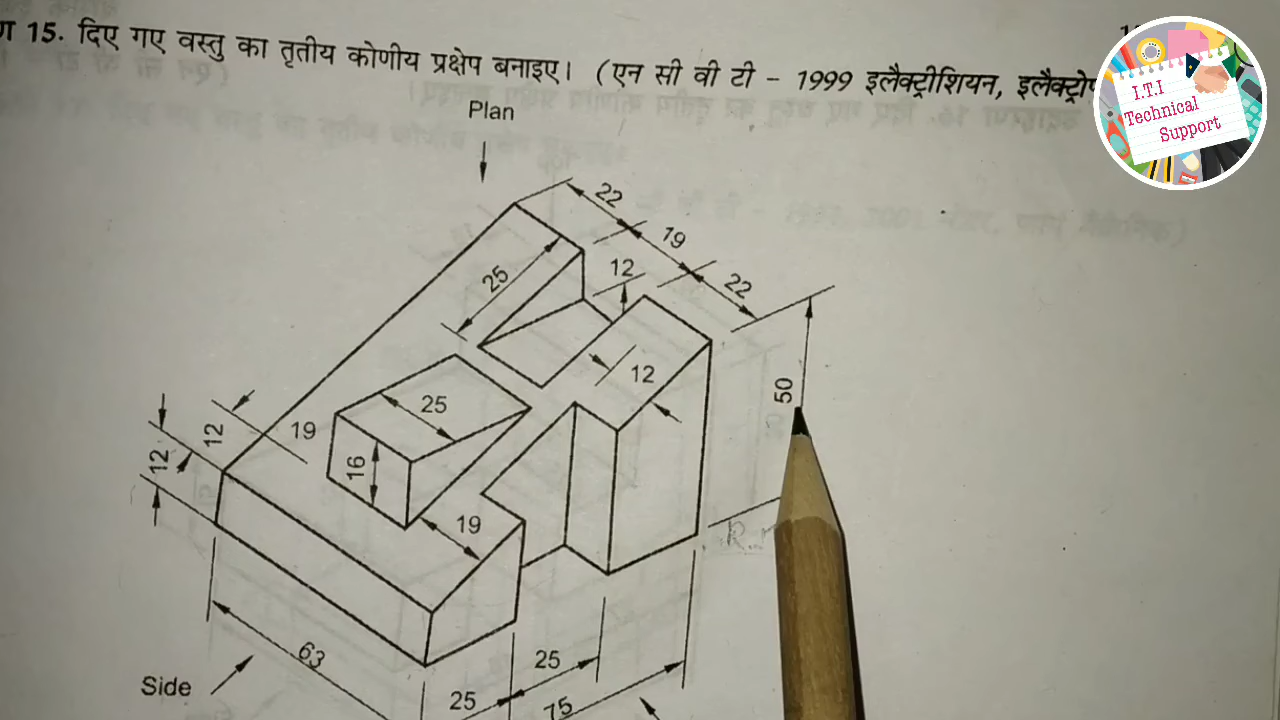 15. दिए गए वस्तु का तृतीय कोणीय प्रक्षेप बनाइए। (एन सी वी टी - 1999 इलैक्ट्रीशियन,
I.T.I
Technical
Support
Plan
22
19
12
22
25
12
50
25
19
12
12
16
19
63
25
Side
25
75